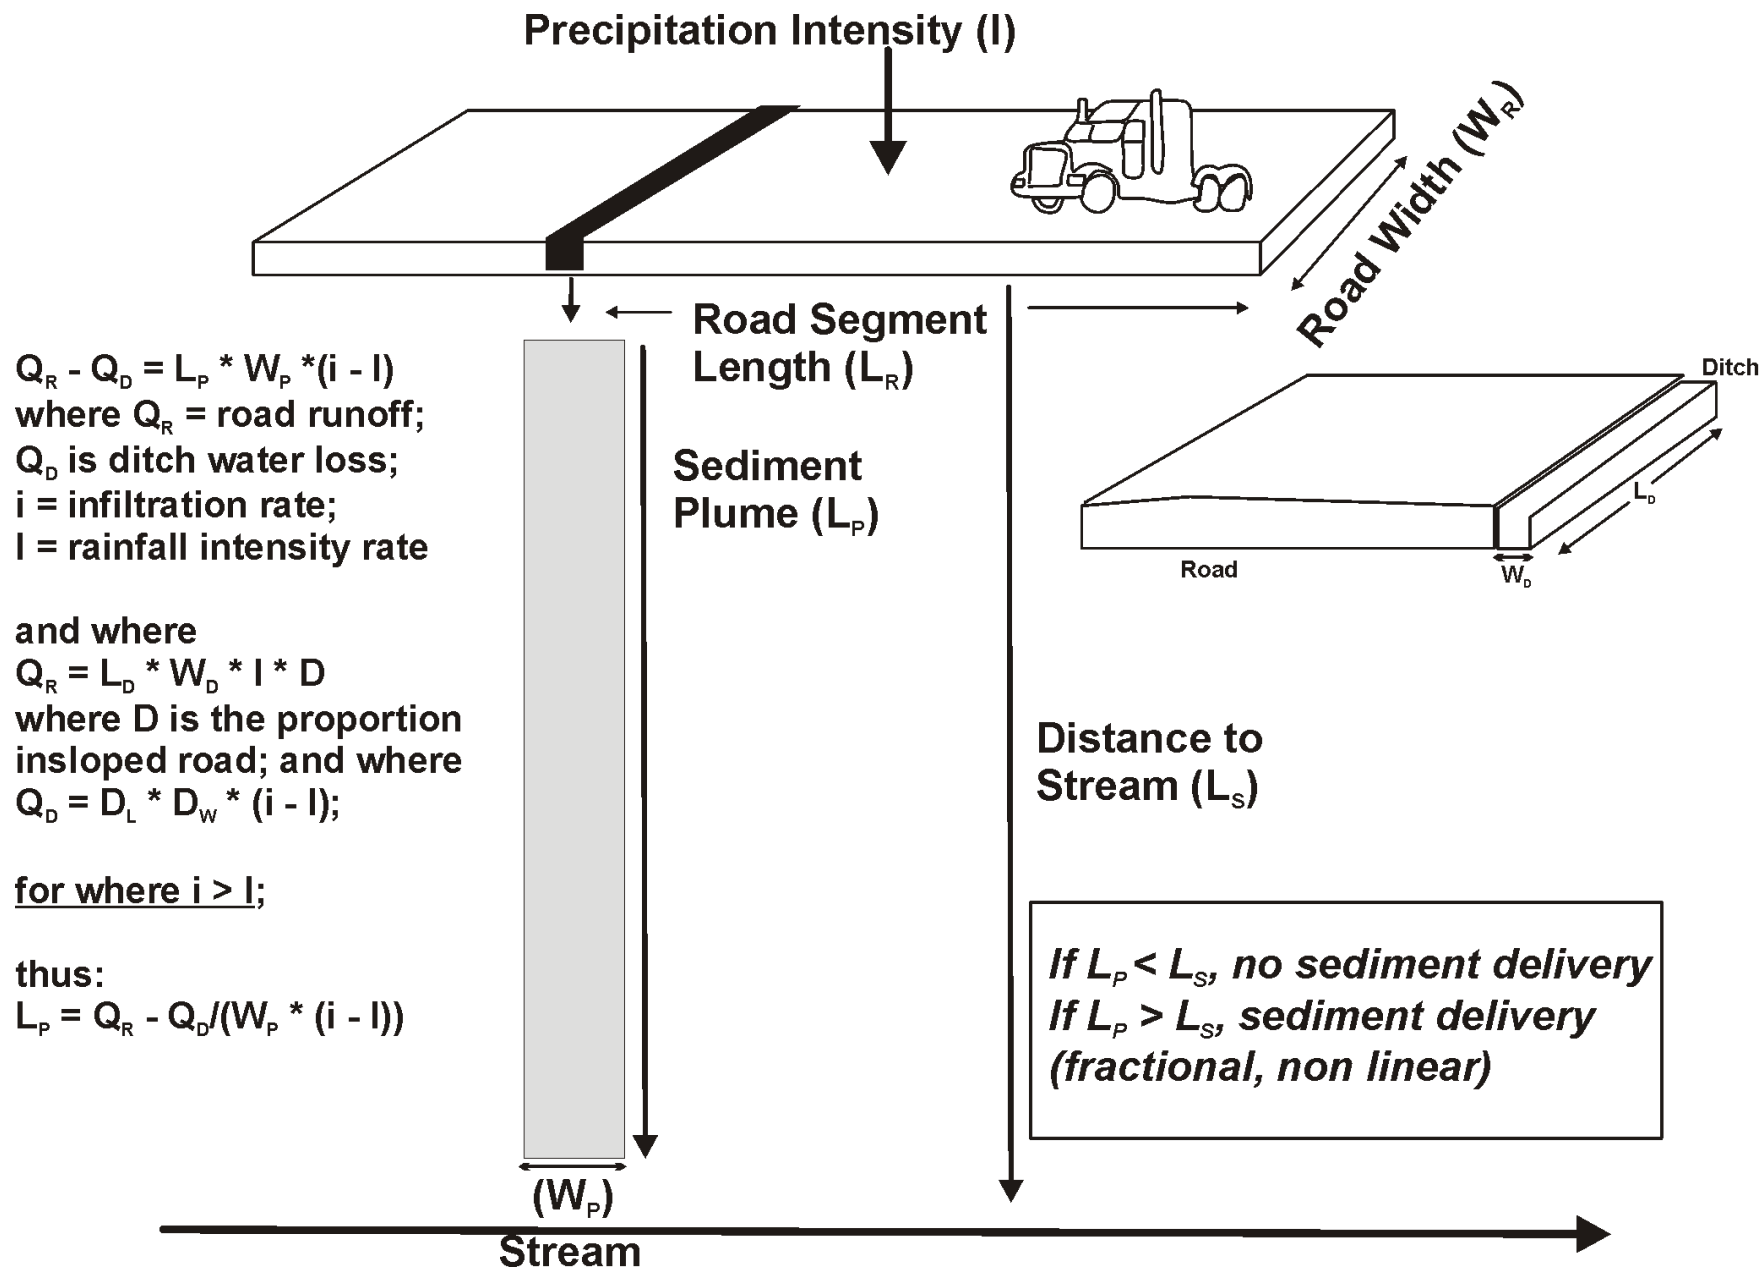 Precipitation Intensity (I)
Road Width (W_R)
Road Segment
Length (L_R)
Q_R - Q_D = L_P * W_P *(i - I)
where Q_R = road runoff;
Q_D is ditch water loss;
i = infiltration rate;
I = rainfall intensity rate
and where
Q_R = L_D * W_D * I * D
where D is the proportion
insloped road; and where
Q_D = D_L * D_W * (i - I);
for where i > I;
thus:
L_P = Q_R - Q_D/(W_P * (i - I))
Sediment
Plume (L_P)
Ditch
L_D
Road
W_D
Distance to
Stream (L_S)
If L_P < L_S, no sediment delivery
If L_P > L_S, sediment delivery
(fractional, non linear)
(W_P)
Stream